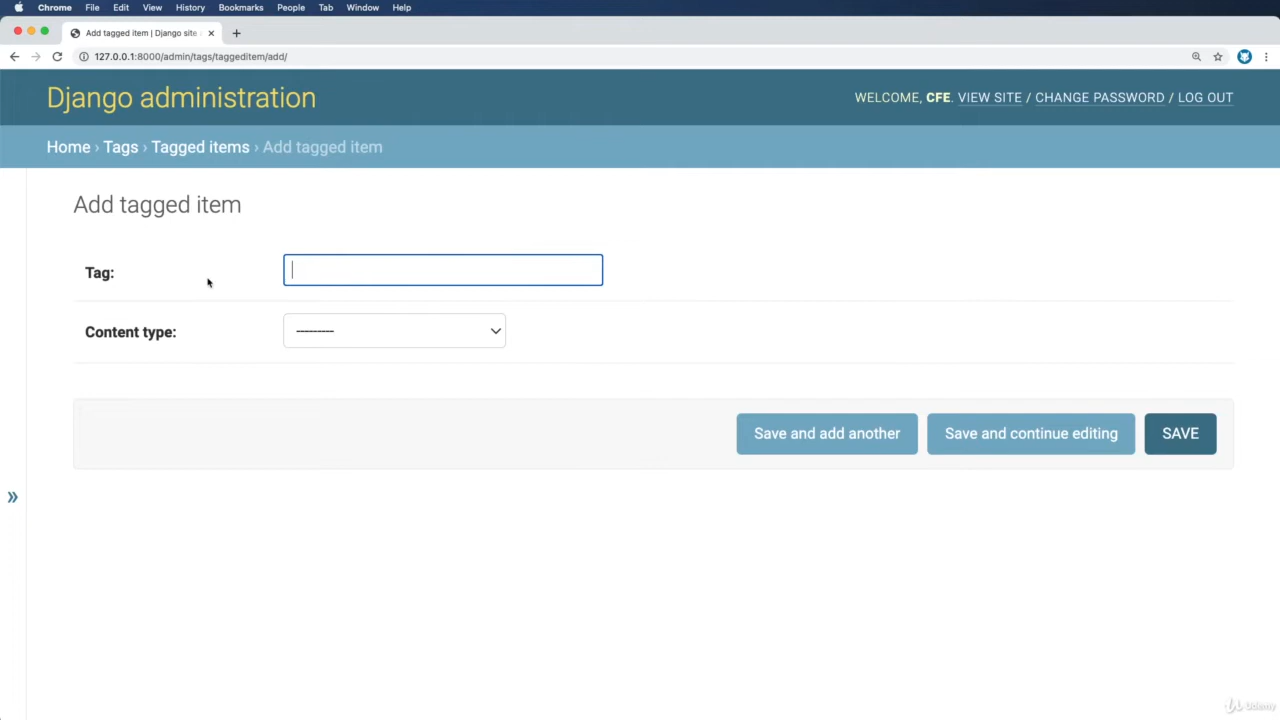 Chrome File Edit View History Bookmarks People Tab Window Help
Add tagged item | Django site
127.0.0.1:8000/admin/tags/taggeditem/add/
Django administration
WELCOME, CFE. VIEW SITE / CHANGE PASSWORD / LOG OUT
Home › Tags › Tagged items › Add tagged item
Add tagged item
Tag:
Content type: ---------
Save and add another Save and continue editing SAVE
»
Udemy